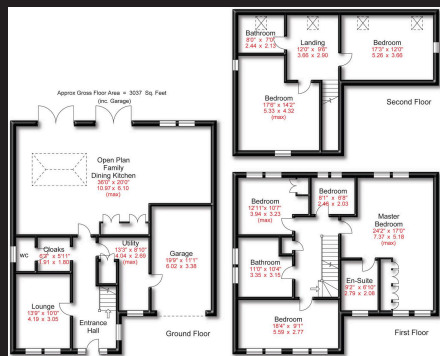 Approx Gross Floor Area = 3037 Sq. Feet
(inc. Garage)
Open Plan
Family
Dining Kitchen
36'0" x 20'0"
10.97 x 6.10
(max)
Utility
13'3" x 8'10"
4.04 x 2.69
(max)
Garage
19'9" x 11'1"
6.02 x 3.38
wc
Cloaks
x 5'11"
1.91 x 1.80
Lounge
13'9" x 10'0"
4.19 x 3.05
Entrance
Hall
Ground Floor
Bathroom
8'0" x 7'0"
2.44 x 2.13
Landing
12'0" x 9'6"
3.66 x 2.90
Bedroom
17'3" x 12'0"
5.26 x 3.66
Bedroom
17'6" x 14'2"
5.33 x 4.32
(max)
Second Floor
Bedroom
12'11" x 10'7"
3.94 x 3.23
(max)
Bedroom
8'1" x 6'8"
2.46 x 2.03
Master
Bedroom
24'2" x 17'0"
7.37 x 5.18
(max)
Bathroom
11'0" x 10'4"
3.35 x 3.15
En-Suite
9'2" x 6'10"
2.79 x 2.08
Bedroom
18'4" x 9'1"
5.59 x 2.77
First Floor